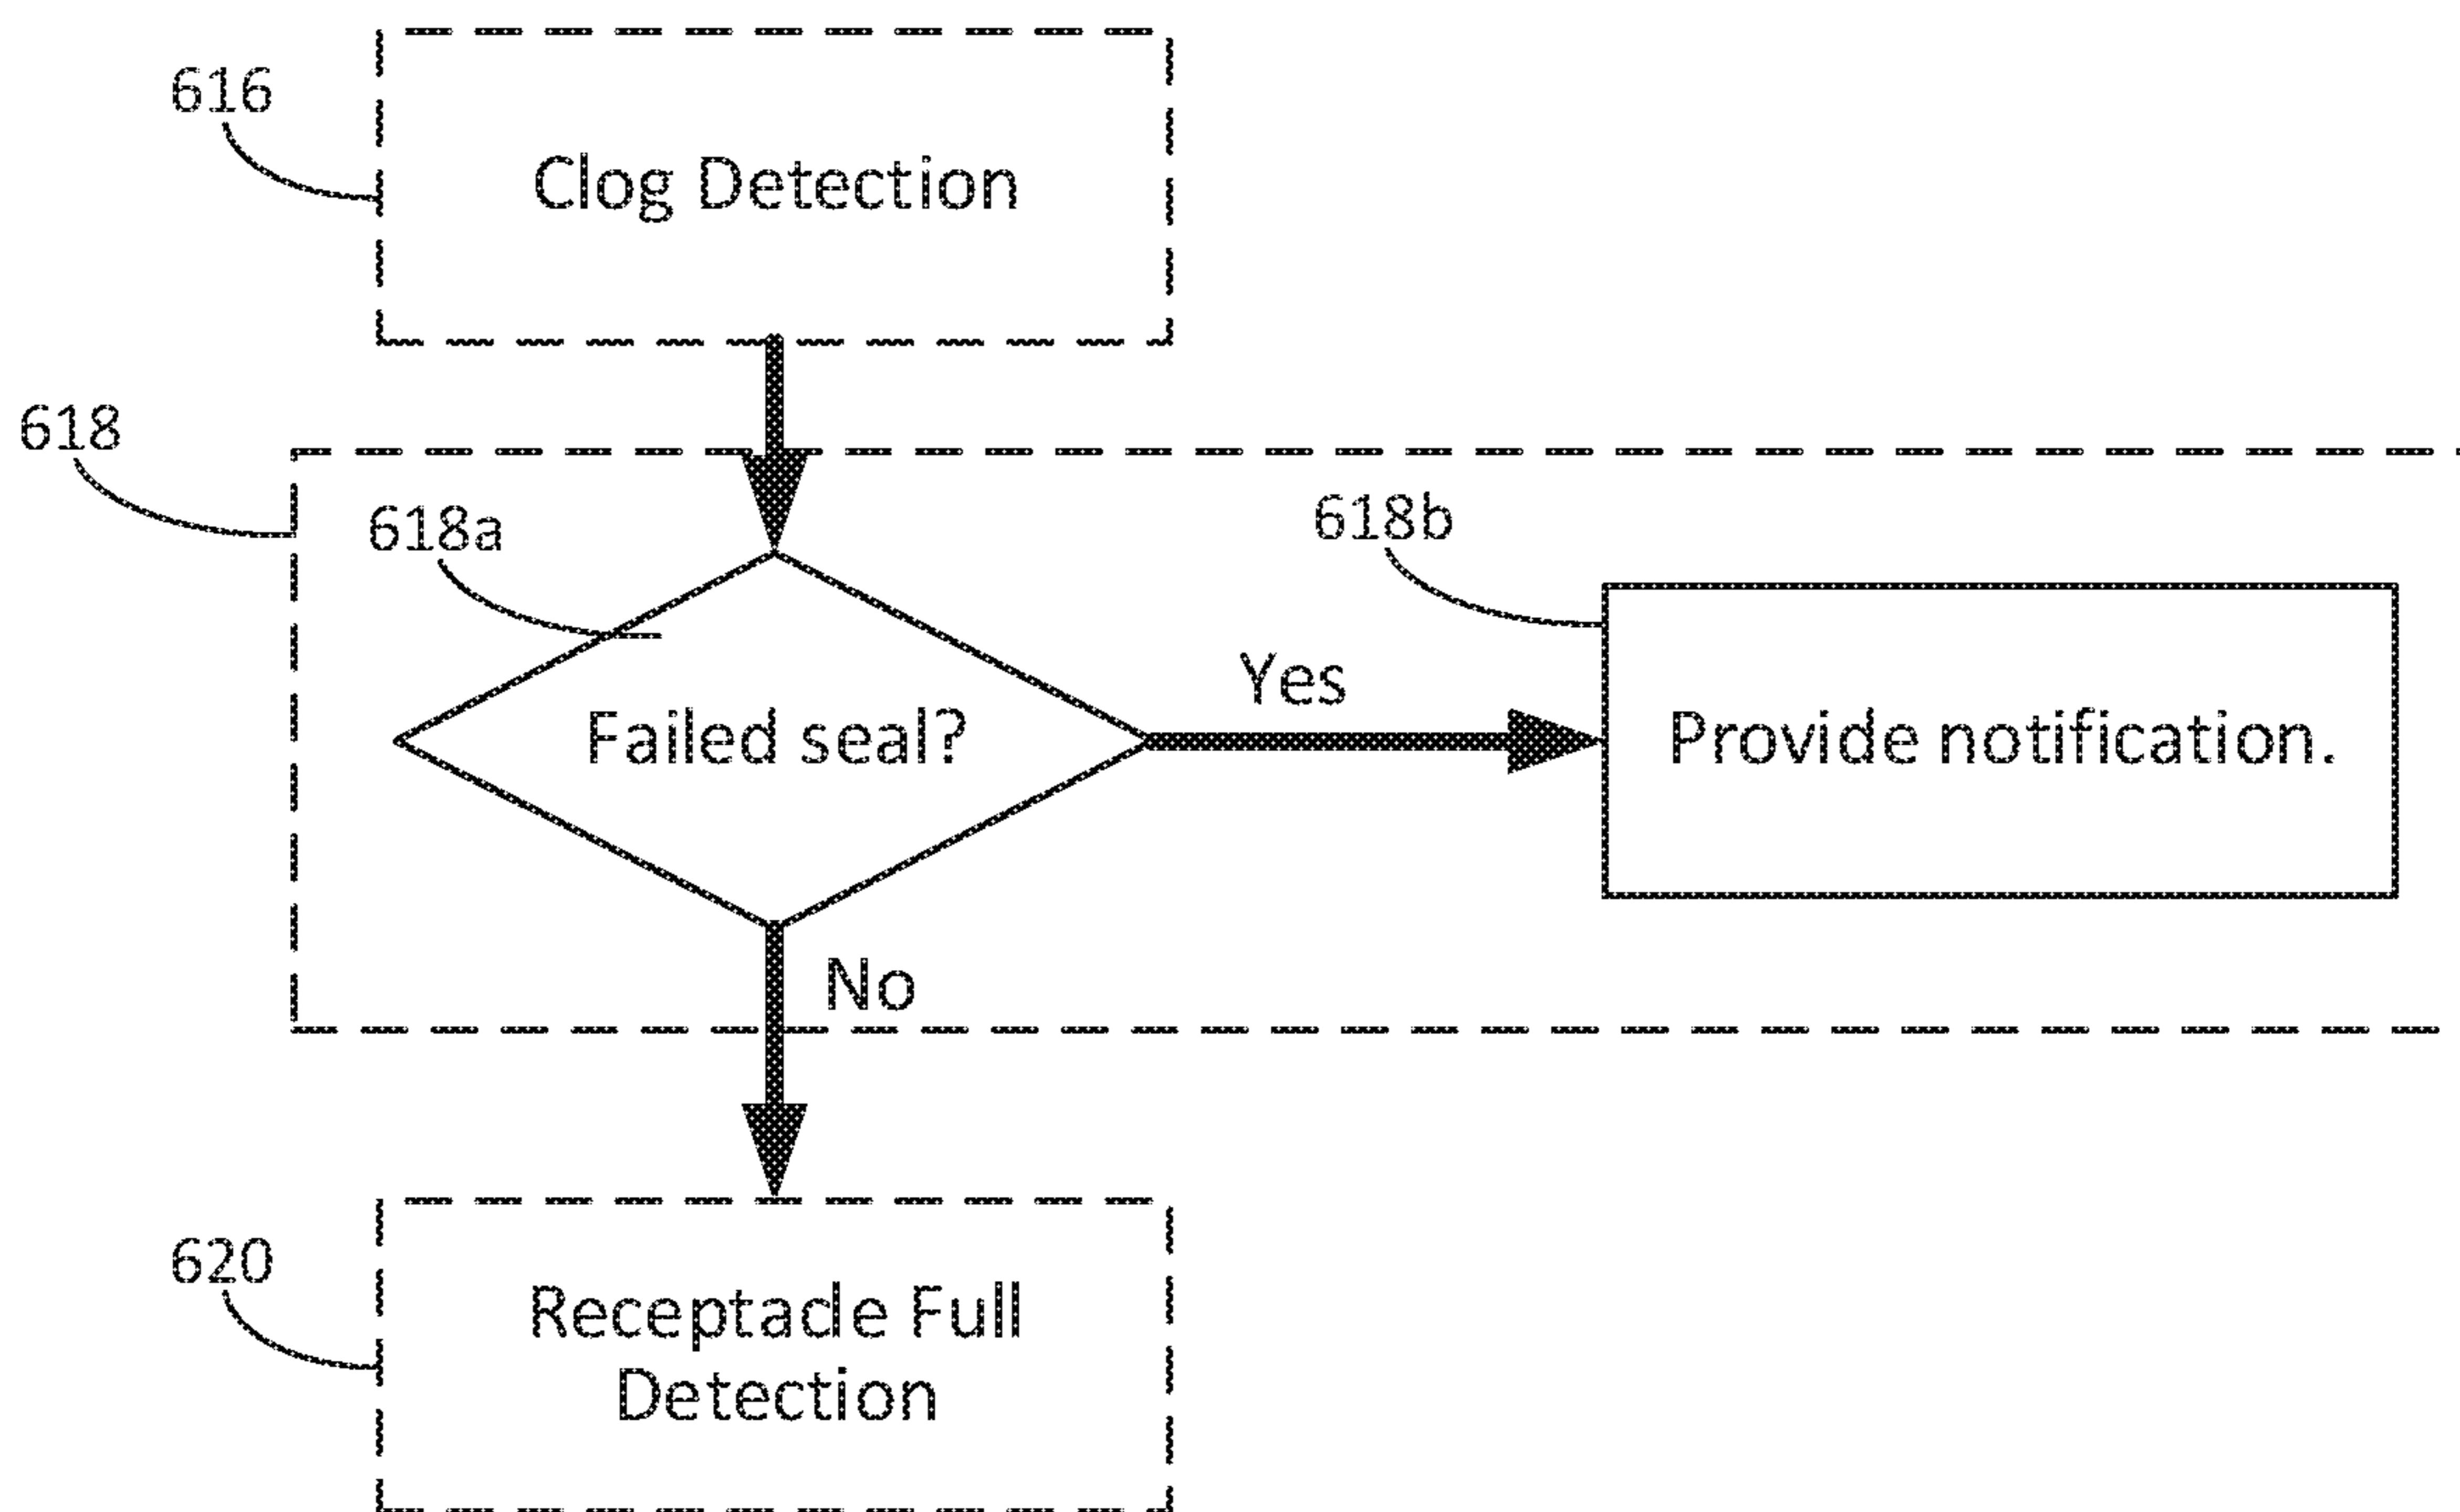 616
Clog Detection
618
618a
618b
Yes
Failed seal?
Provide notification.
No
620
Receptacle Full
Detection